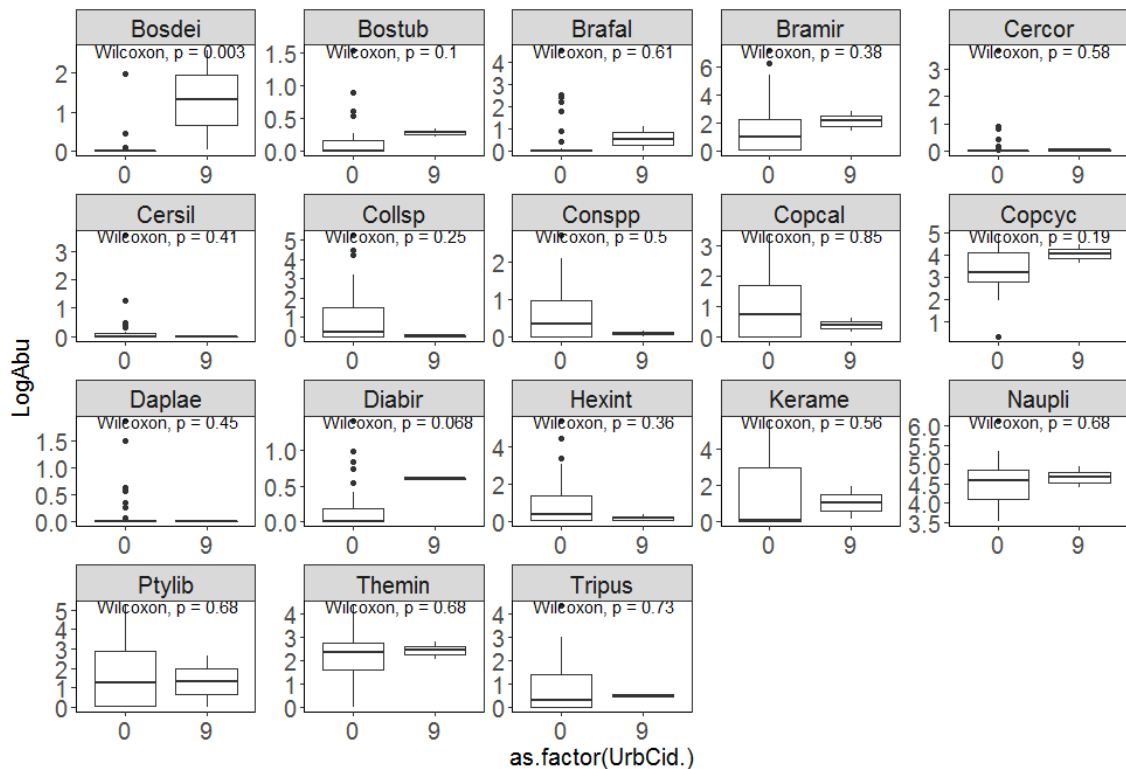 Bosdei Bostub Brafal Bramir Cercor
Wilcoxon, p = 0.003 Wilcoxon, p = 0.1 Wilcoxon, p = 0.61 Wilcoxon, p = 0.38 Wilcoxon, p = 0.58
2 1.5 4 6 3
1 1.0 3 4 2
0 0.5 2 2 1
0.0 1 0 0
0
0 9 0 9 0 9 0 9 0 9
Cersil Collsp Conspp Copcal Copcyc
Wilcoxon, p = 0.41 Wilcoxon, p = 0.25 Wilcoxon, p = 0.5 Wilcoxon, p = 0.85 Wilcoxon, p = 0.19
3 5 2 3 5
2 4 1 2 4
1 3 0 1 3
0 2 0 2
1 1
0
0 9 0 9 0 9 0 9 0 9
LogAbu
Daplae Diabir Hexint Kerame Naupli
Wilcoxon, p = 0.45 Wilcoxon, p = 0.068 Wilcoxon, p = 0.36 Wilcoxon, p = 0.56 Wilcoxon, p = 0.68
1.5 1.0 4 4 6.0
1.0 0.5 2 2 5.5
0.5 0.0 0 0 5.0
0.0 4.5
4.0
3.5
0 9 0 9 0 9 0 9 0 9
Ptylib Themin Tripus
Wilcoxon, p = 0.68 Wilcoxon, p = 0.68 Wilcoxon, p = 0.73
5 4 4
4 3 3
3 2 2
2 1 1
1 0 0
0
0 9 0 9 0 9
as.factor(UrbCid.)